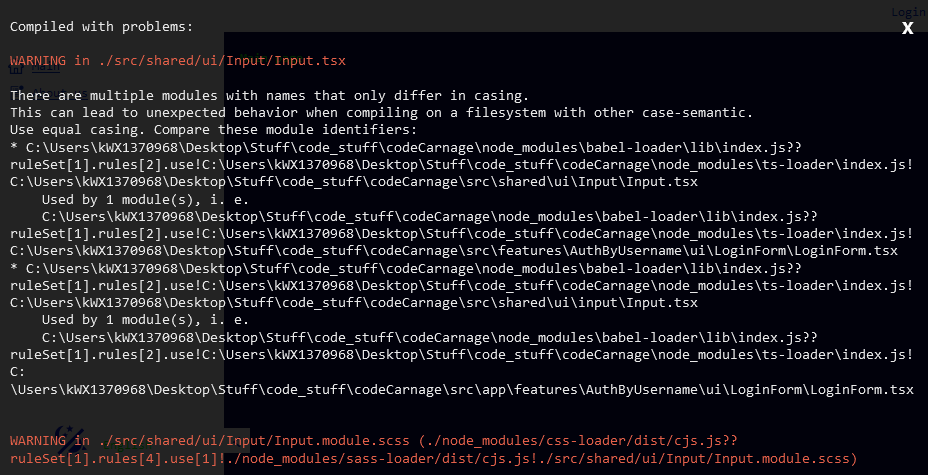 Login
Compiled with problems:
X
WARNING in ./src/shared/ui/Input/Input.tsx
Main
There are multiple modules with names that only differ in casing.
This can lead to unexpected behavior when compiling on a filesystem with other case-semantic.
Use equal casing. Compare these module identifiers:
* C:\Users\kWX1370968\Desktop\Stuff\code_stuff\codeCarnage\node_modules\babel-loader\lib\index.js??
ruleSet[1].rules[2].use!C:\Users\kWX1370968\Desktop\Stuff\code_stuff\codeCarnage\node_modules\ts-loader\index.js!
C:\Users\kWX1370968\Desktop\Stuff\code_stuff\codeCarnage\src\shared\ui\Input\Input.tsx
Used by 1 module(s), i. e.
C:\Users\kWX1370968\Desktop\Stuff\code_stuff\codeCarnage\node_modules\babel-loader\lib\index.js??
ruleSet[1].rules[2].use!C:\Users\kWX1370968\Desktop\Stuff\code_stuff\codeCarnage\node_modules\ts-loader\index.js!
C:\Users\kWX1370968\Desktop\Stuff\code_stuff\codeCarnage\src\features\AuthByUsername\ui\LoginForm\LoginForm.tsx
* C:\Users\kWX1370968\Desktop\Stuff\code_stuff\codeCarnage\node_modules\babel-loader\lib\index.js??
ruleSet[1].rules[2].use!C:\Users\kWX1370968\Desktop\Stuff\code_stuff\codeCarnage\node_modules\ts-loader\index.js!
C:\Users\kWX1370968\Desktop\Stuff\code_stuff\codeCarnage\src\shared\ui\input\Input.tsx
Used by 1 module(s), i. e.
C:\Users\kWX1370968\Desktop\Stuff\code_stuff\codeCarnage\node_modules\babel-loader\lib\index.js??
ruleSet[1].rules[2].use!C:\Users\kWX1370968\Desktop\Stuff\code_stuff\codeCarnage\node_modules\ts-loader\index.js!
C:
\Users\kWX1370968\Desktop\Stuff\code_stuff\codeCarnage\src\app\features\AuthByUsername\ui\LoginForm\LoginForm.tsx
WARNING in ./src/shared/ui/Input/Input.module.scss (./node_modules/css-loader/dist/cjs.js??
ruleSet[1].rules[4].use[1]!./node_modules/sass-loader/dist/cjs.js!./src/shared/ui/Input/Input.module.scss)